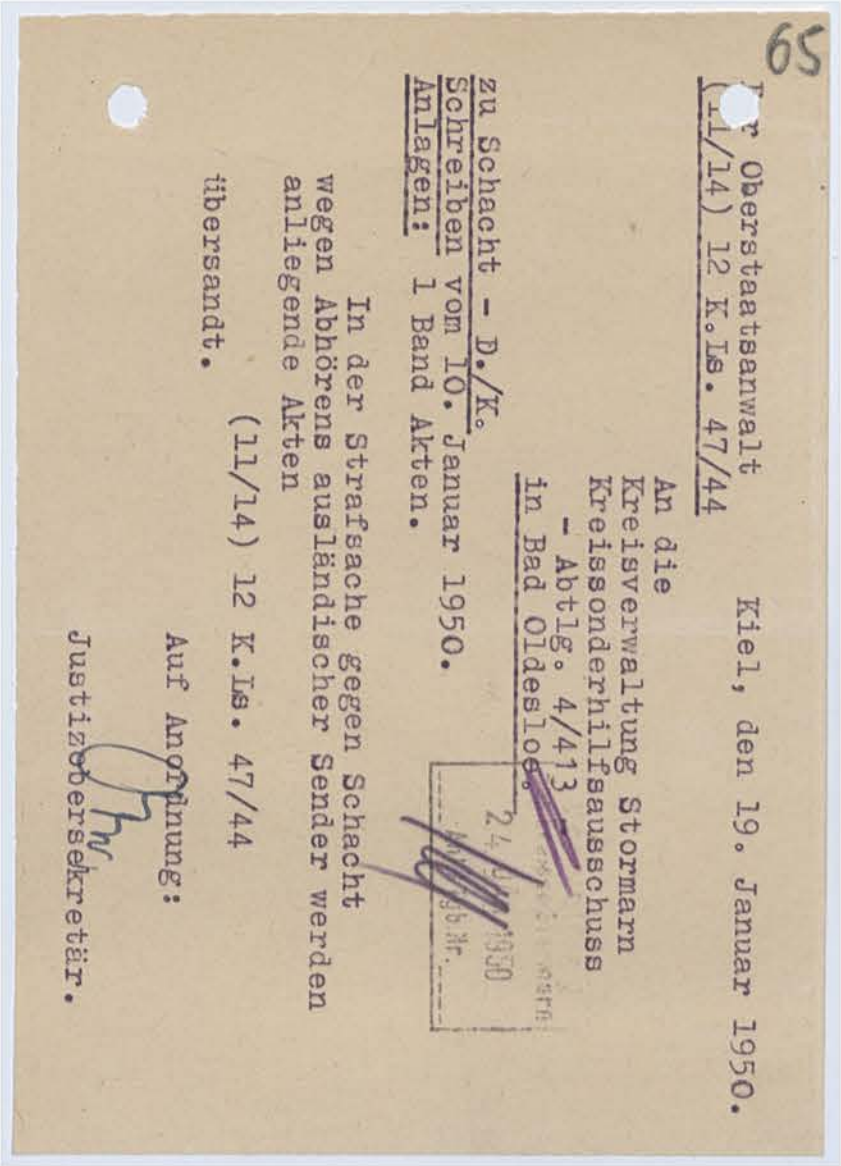 65
r Oberstaatsanwalt Kiel, den 19. Januar 1950.
(11/14) 12 K.Ls. 47/44
An die
Kreisverwaltung Stormarn
Kreissonderhilfsausschuss
- Abtlg. 4/413 -
in Bad Oldesloe.
24 1950
zu Schacht - D./K.
Schreiben vom 10. Januar 1950.
Anlagen: 1 Band Akten.
In der Strafsache gegen Schacht
wegen Abhörens ausländischer Sender werden
anliegende Akten
(11/14) 12 K.Ls. 47/44
übersandt.
Auf Anordnung:
Justizobersekretär.